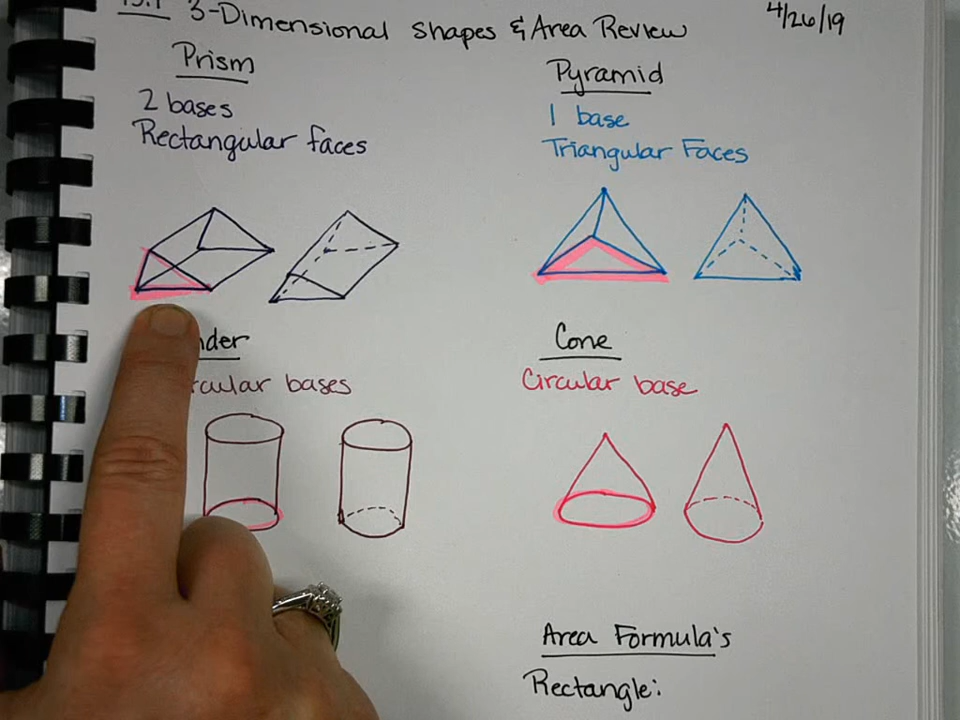 3-Dimensional Shapes & Area Review
4/26/19
Prism
2 bases
Rectangular faces
Pyramid
1 base
Triangular Faces
Cone
Circular base
bases
Area Formula's
Rectangle: